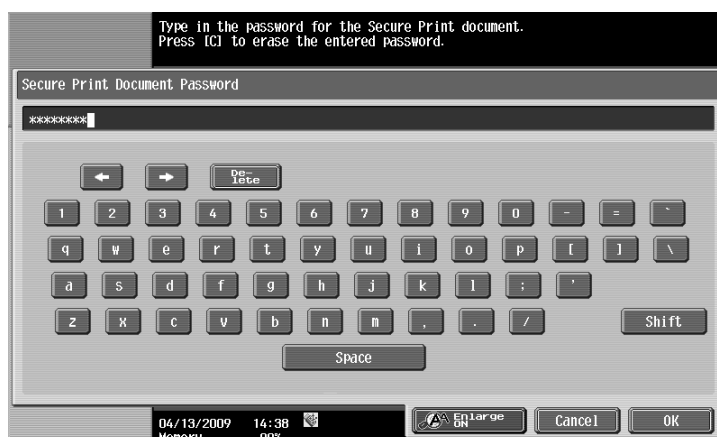 Type in the password for the Secure Print document.
Press [C] to erase the entered password.
Secure Print Document Password
********
De-
lete
1 2 3 4 5 6 7 8 9 0 - = `
q w e r t y u i o p [ ] \
a s d f g h j k l ; '
z x c v b n m , . / Shift
Space
04/13/2009 14:38
Enlarge
ON
Cancel
OK
Memory 00%